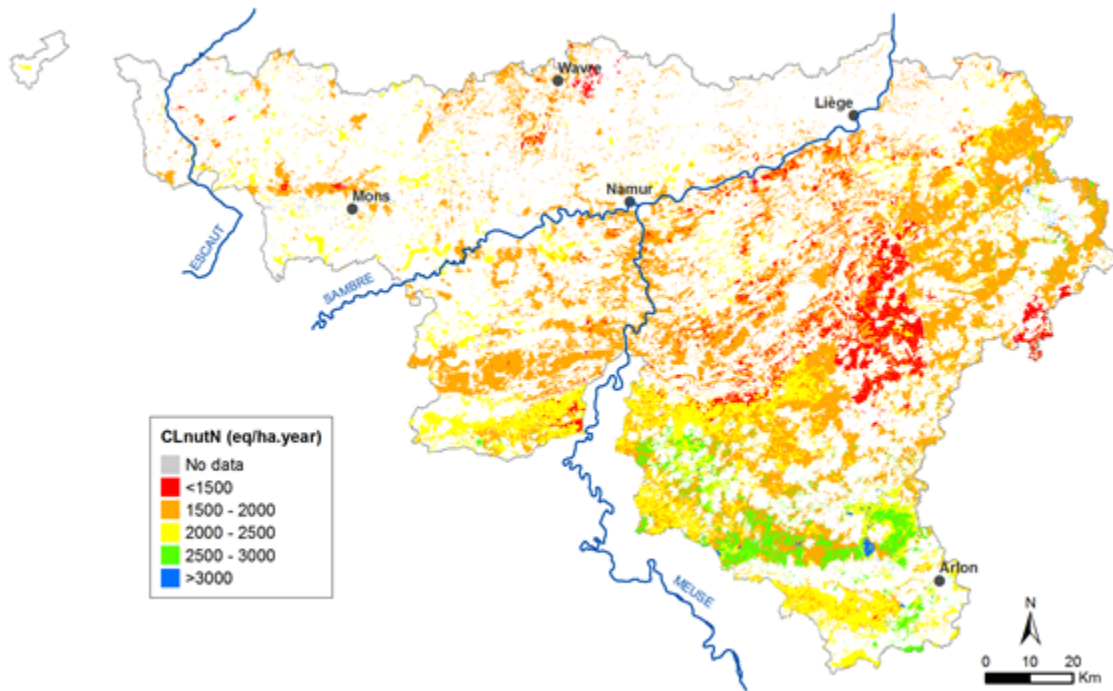 Wavre
Liège
Namur
Mons
ESCAUT
SAMBRE
CLnutN (eq/ha.year)
No data
<1500
1500 - 2000
2000 - 2500
2500 - 3000
>3000
MEUSE
Arlon
N
0 10 20
Km